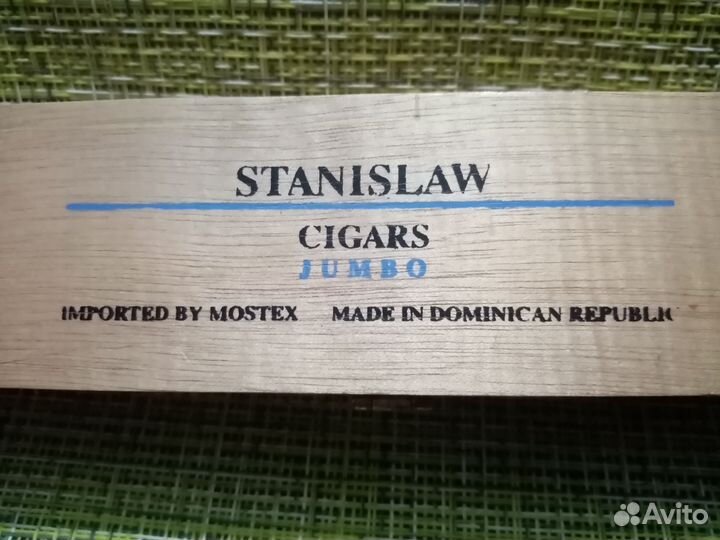 STANISLAW
CIGARS
JUMBO
IMPORTED BY MOSTEX MADE IN DOMINICAN REPUBLIC
Avito